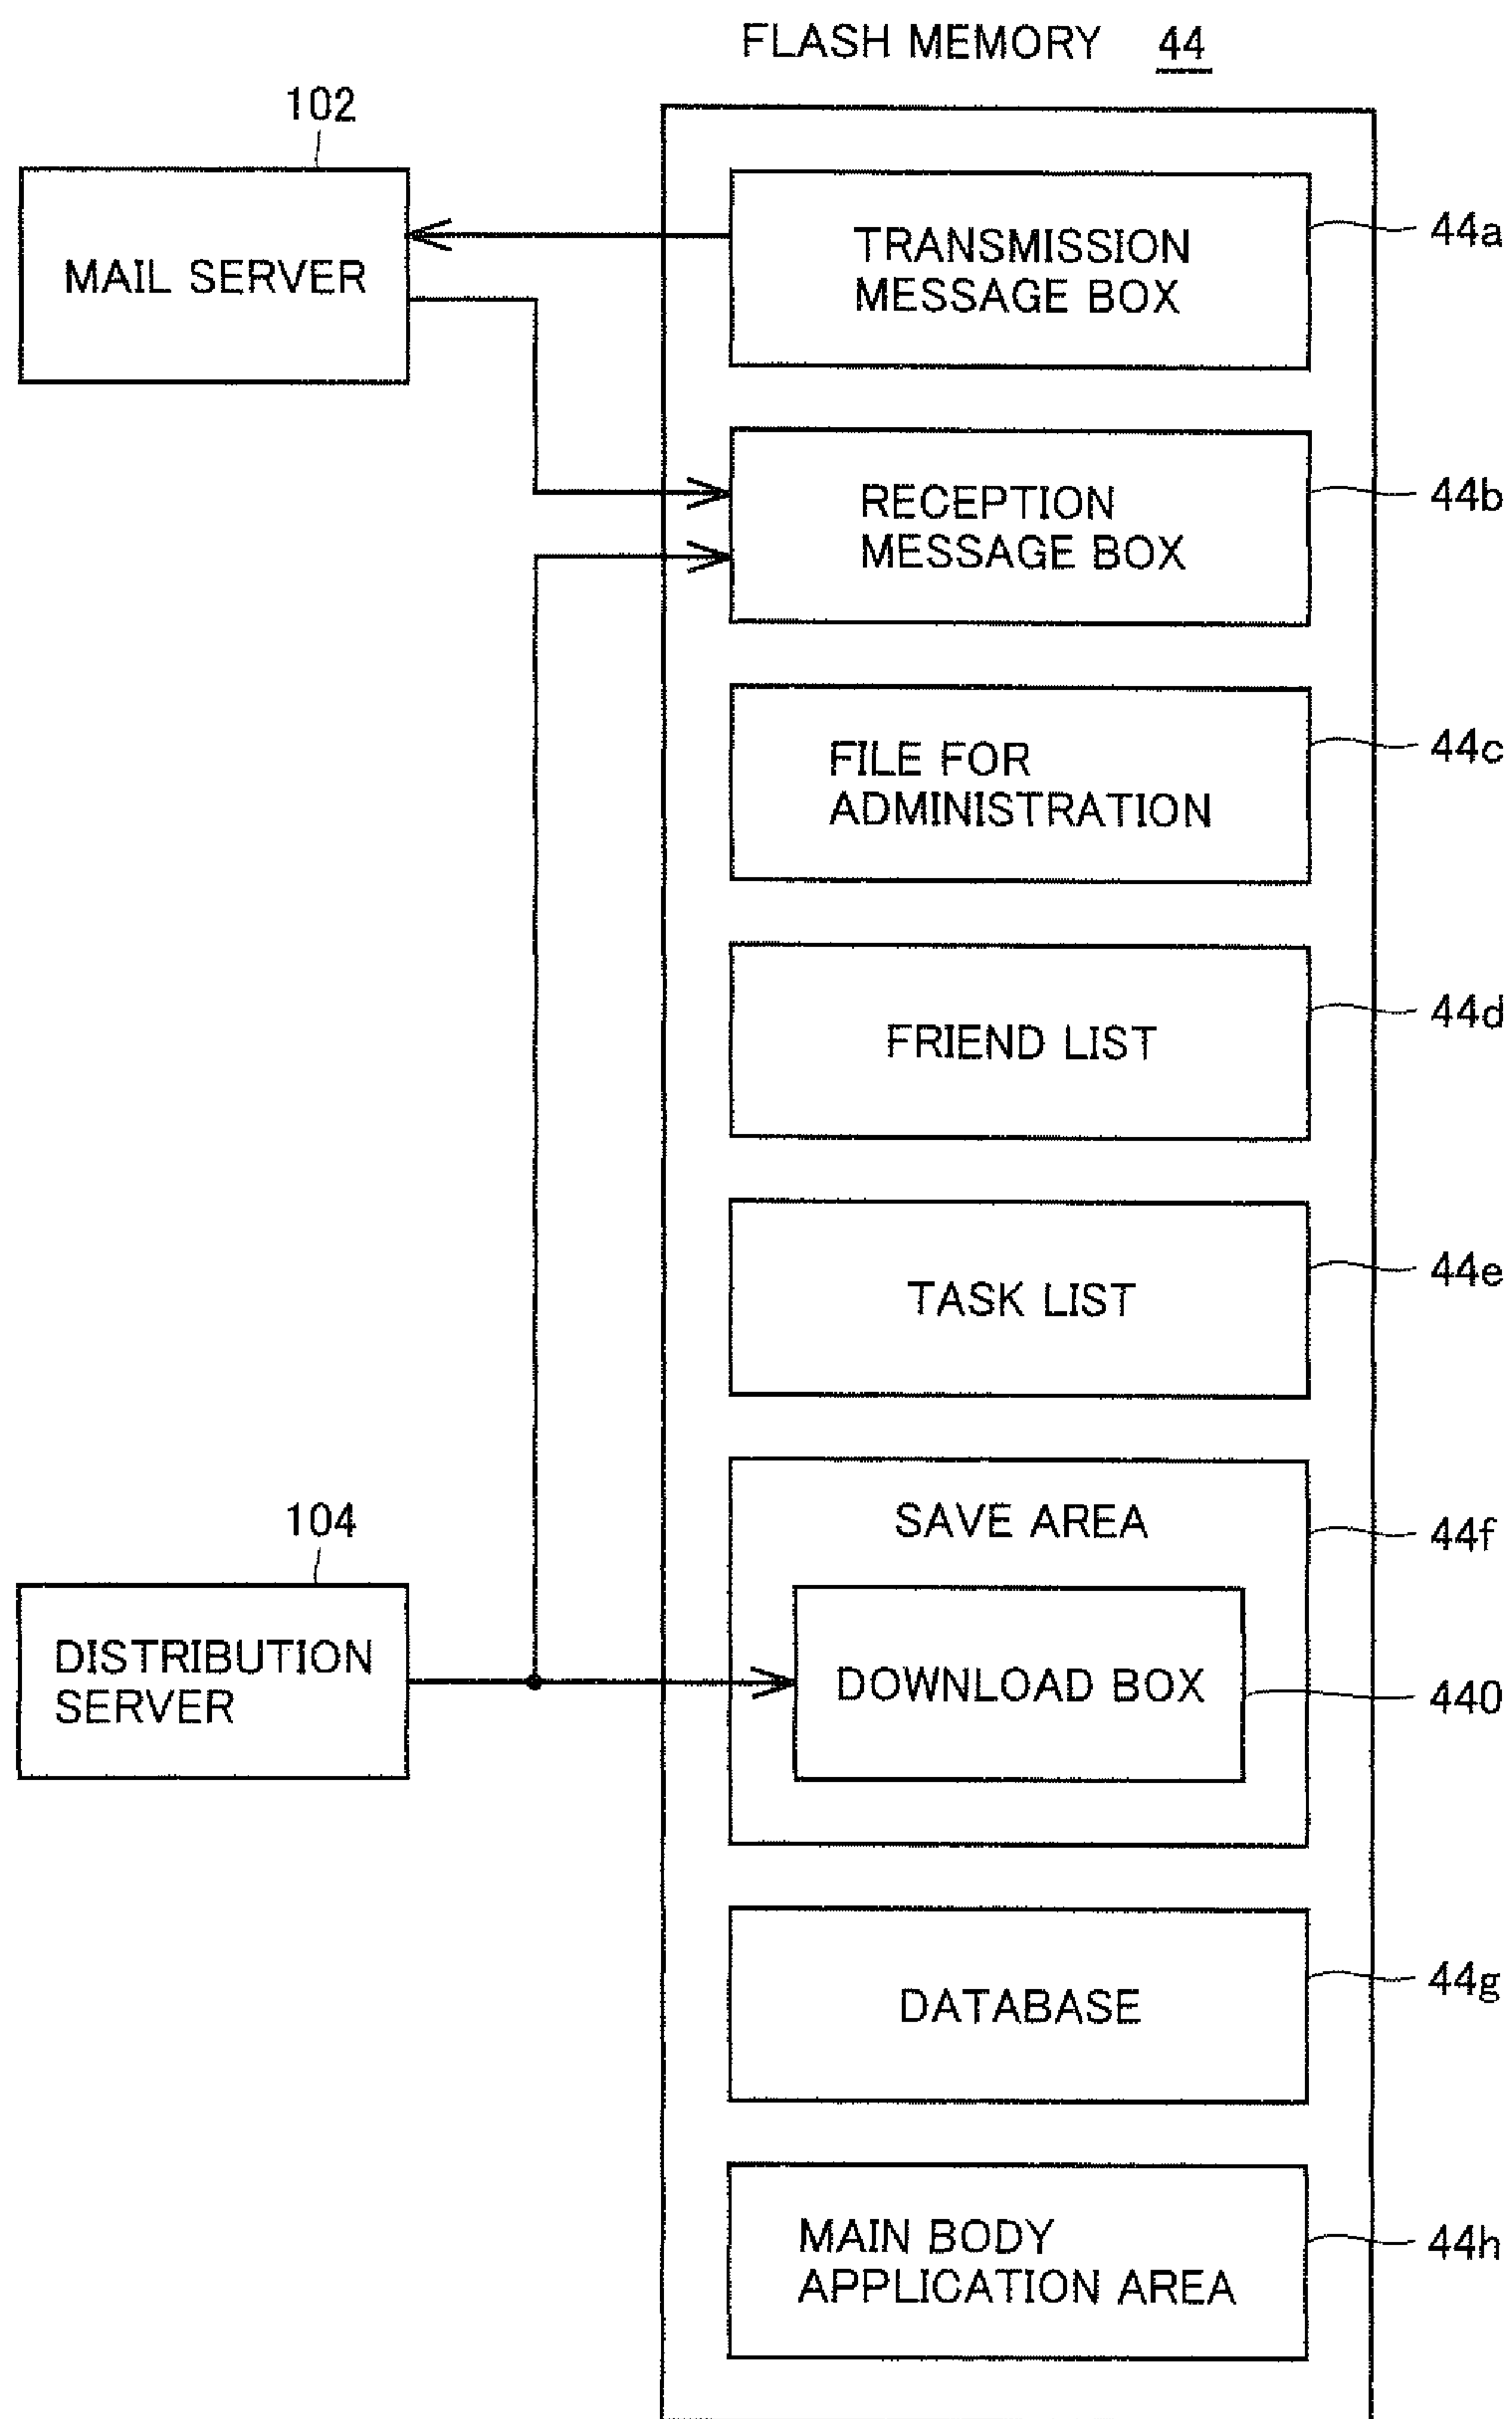 FLASH MEMORY 44
102
MAIL SERVER
TRANSMISSION
MESSAGE BOX
44a
RECEPTION
MESSAGE BOX
44b
FILE FOR
ADMINISTRATION
44c
FRIEND LIST
44d
TASK LIST
44e
SAVE AREA
44f
104
DISTRIBUTION
SERVER
DOWNLOAD BOX
440
DATABASE
44g
MAIN BODY
APPLICATION AREA
44h